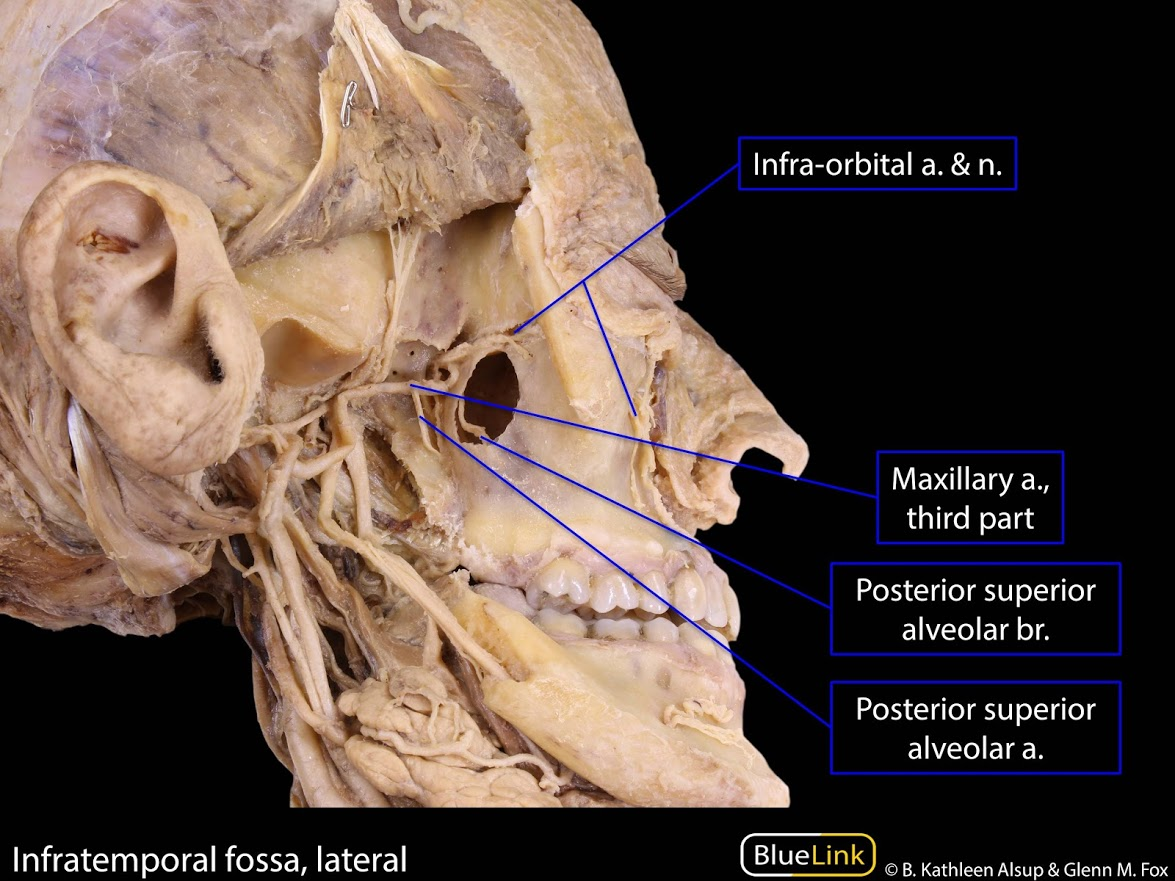 Infra-orbital a. & n.
Maxillary a.,
third part
Posterior superior
alveolar br.
Posterior superior
alveolar a.
Infratemporal fossa, lateral
BlueLink
© B. Kathleen Alsup & Glenn M. Fox